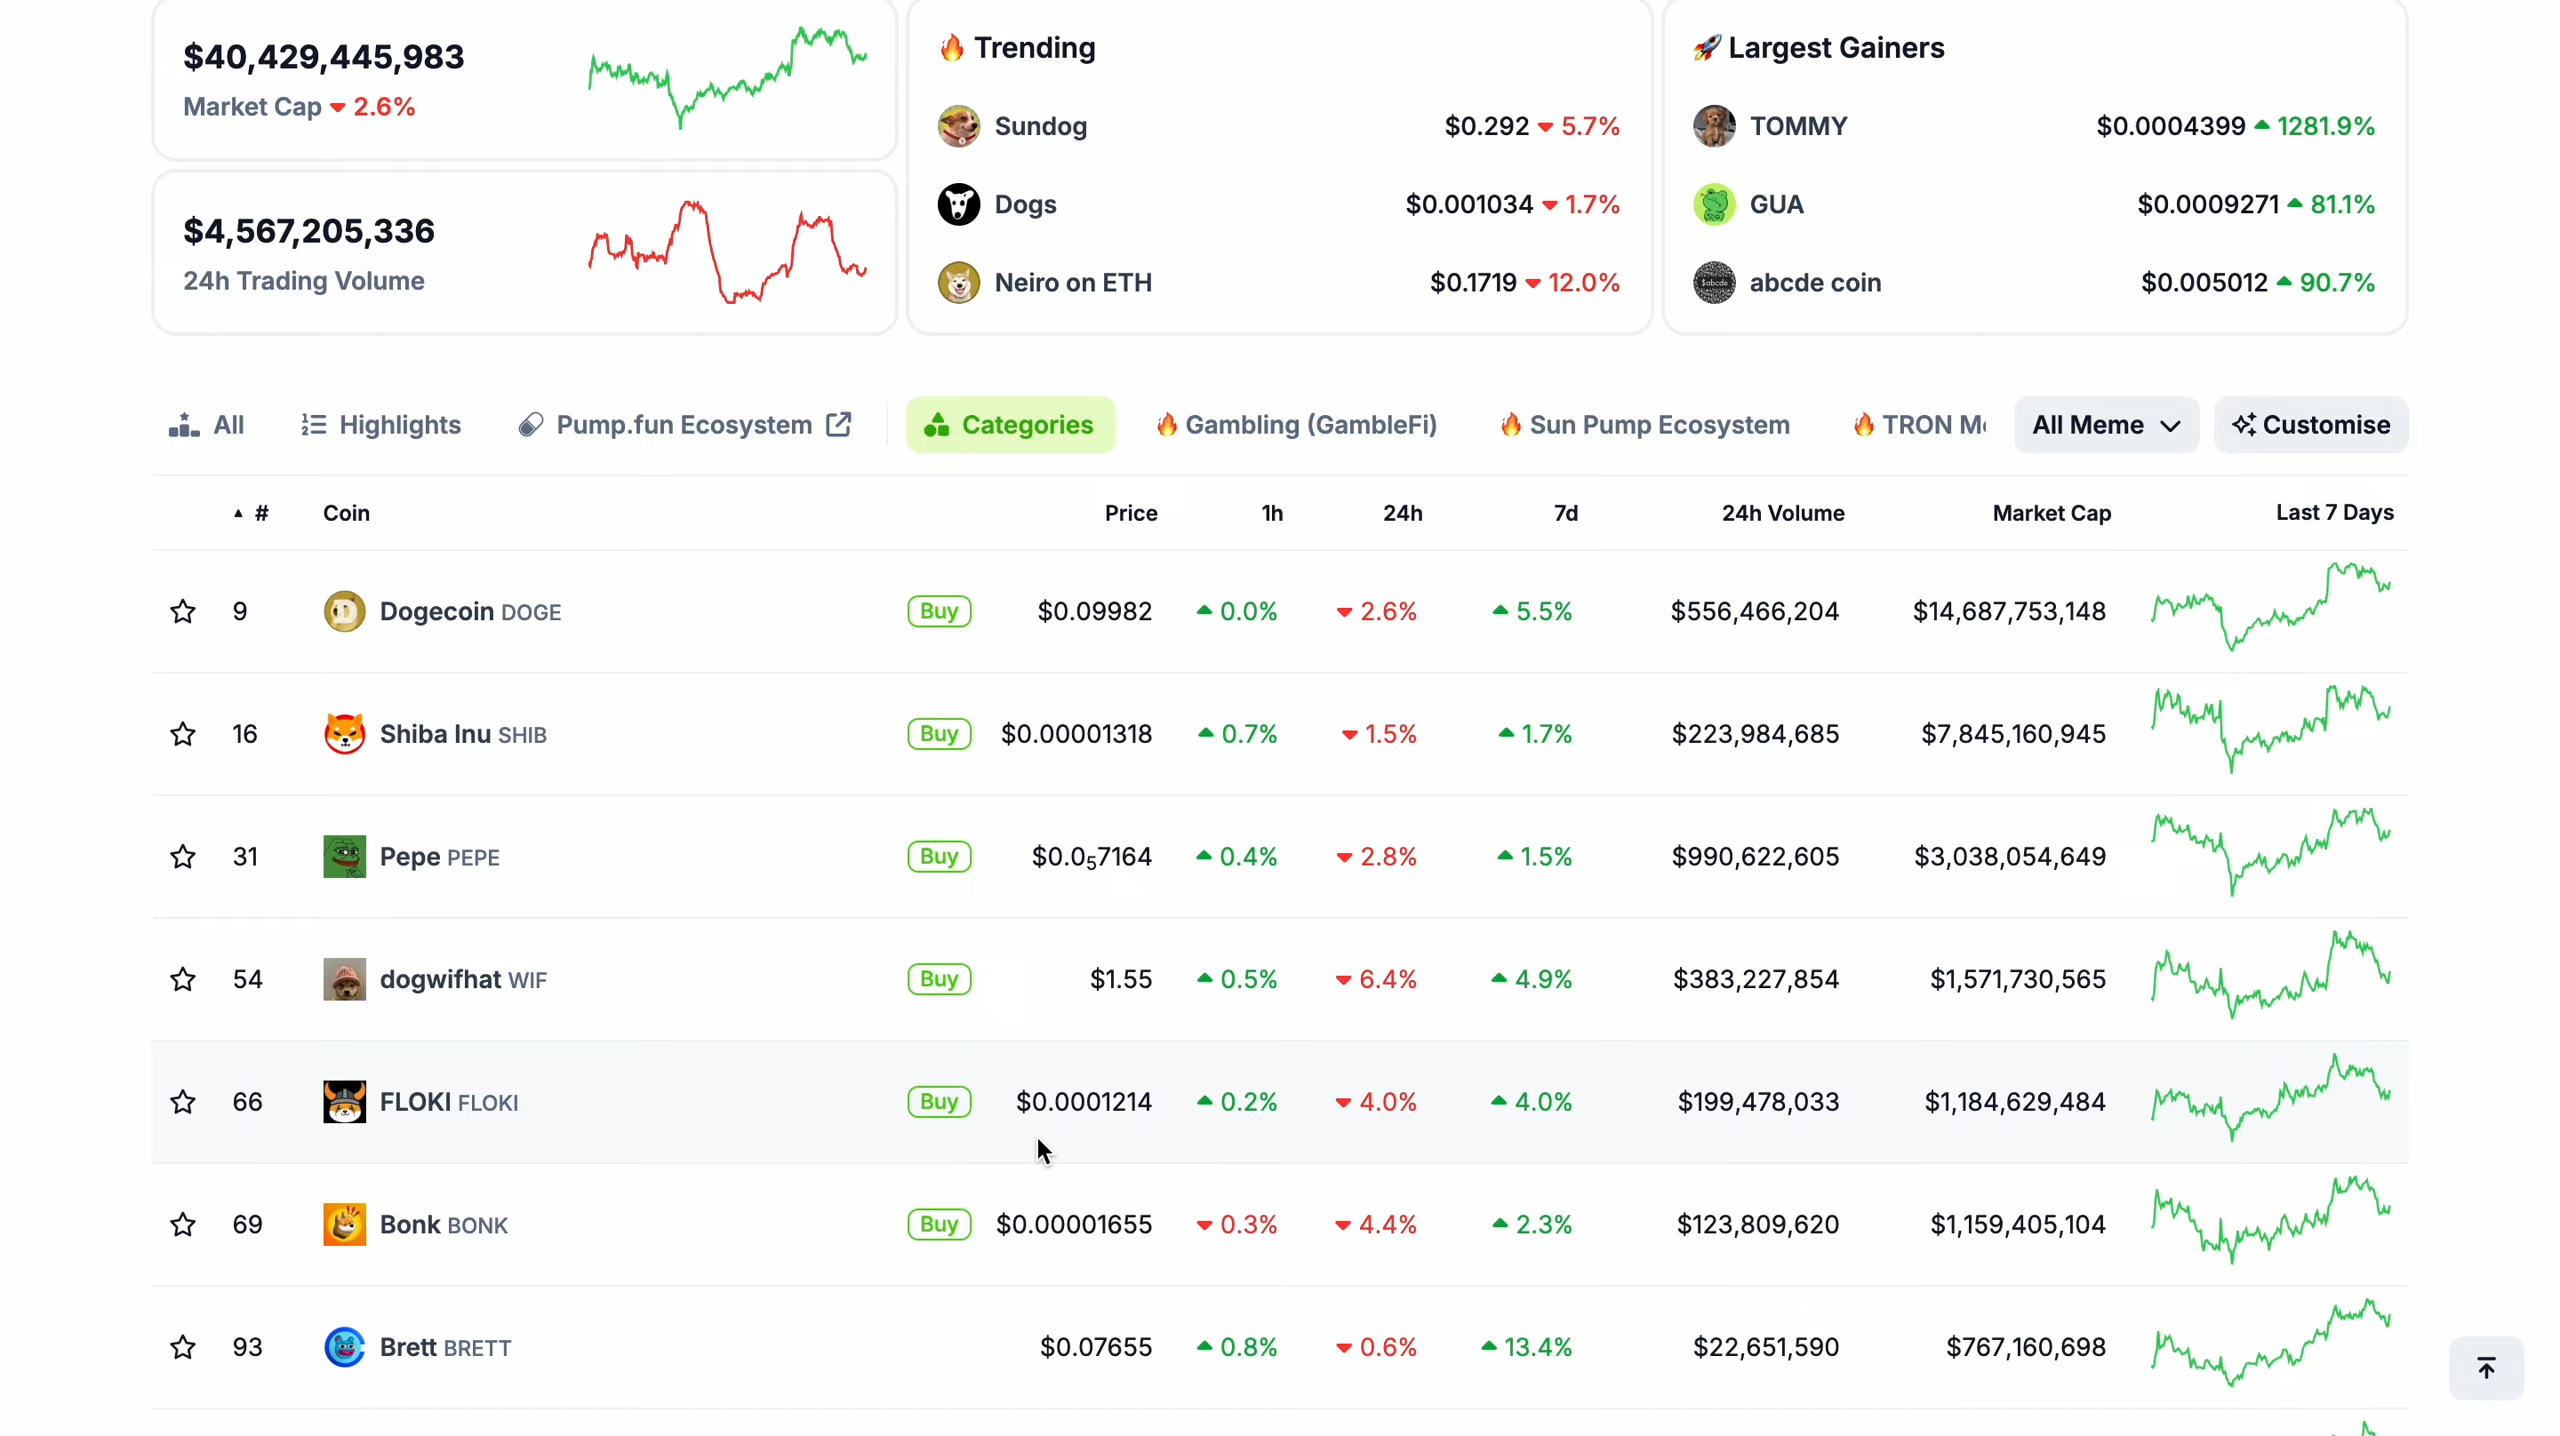 $40,429,445,983
Market Cap 2.6%
$4,567,205,336
24h Trading Volume
🔥 Trending
Sundog $0.292 5.7%
Dogs $0.001034 1.7%
Neiro on ETH $0.1719 12.0%
🚀 Largest Gainers
TOMMY $0.0004399 1281.9%
GUA $0.0009271 81.1%
$abcde abcde coin $0.005012 90.7%
All Highlights Pump.fun Ecosystem Categories 🔥 Gambling (GambleFi) 🔥 Sun Pump Ecosystem 🔥 TRON M All Meme Customise
# Coin Price 1h 24h 7d 24h Volume Market Cap Last 7 Days
9 Dogecoin DOGE Buy $0.09982 0.0% 2.6% 5.5% $556,466,204 $14,687,753,148
16 Shiba Inu SHIB Buy $0.00001318 0.7% 1.5% 1.7% $223,984,685 $7,845,160,945
31 Pepe PEPE Buy $0.0₅7164 0.4% 2.8% 1.5% $990,622,605 $3,038,054,649
54 dogwifhat WIF Buy $1.55 0.5% 6.4% 4.9% $383,227,854 $1,571,730,565
66 FLOKI FLOKI Buy $0.0001214 0.2% 4.0% 4.0% $199,478,033 $1,184,629,484
69 Bonk BONK Buy $0.00001655 0.3% 4.4% 2.3% $123,809,620 $1,159,405,104
93 Brett BRETT $0.07655 0.8% 0.6% 13.4% $22,651,590 $767,160,698